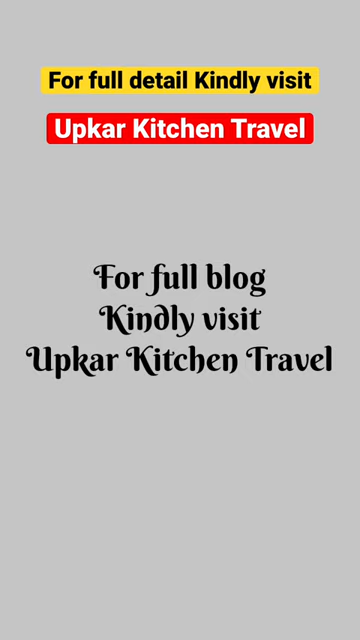 For full detail Kindly visit
Upkar Kitchen Travel
For full blog
Kindly visit
Upkar Kitchen Travel